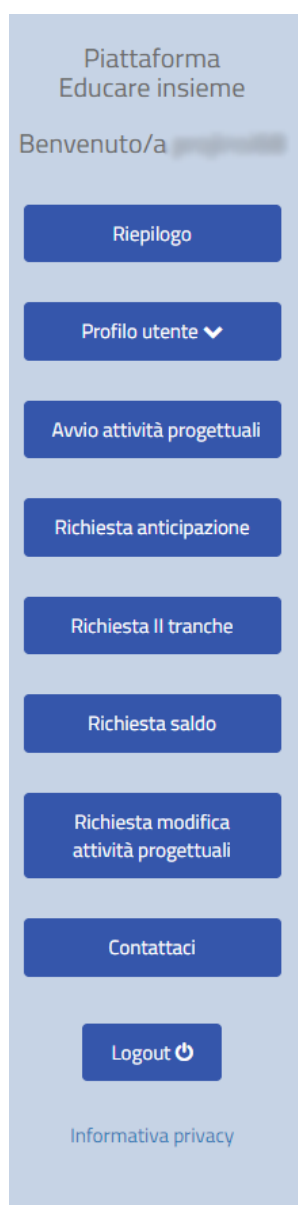 Piattaforma
Educare insieme
Benvenuto/a
Riepilogo
Profilo utente
Avvio attività progettuali
Richiesta anticipazione
Richiesta II tranche
Richiesta saldo
Richiesta modifica
attività progettuali
Contattaci
Logout
Informativa privacy